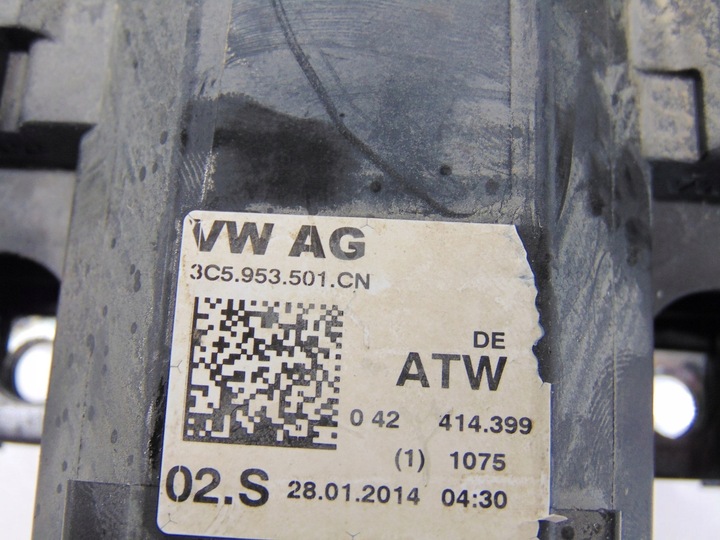 VW AG
3C5.953.501.CN
DE
ATW
0 42 414.399
(1) 1075
02.S 28.01.2014 04:30